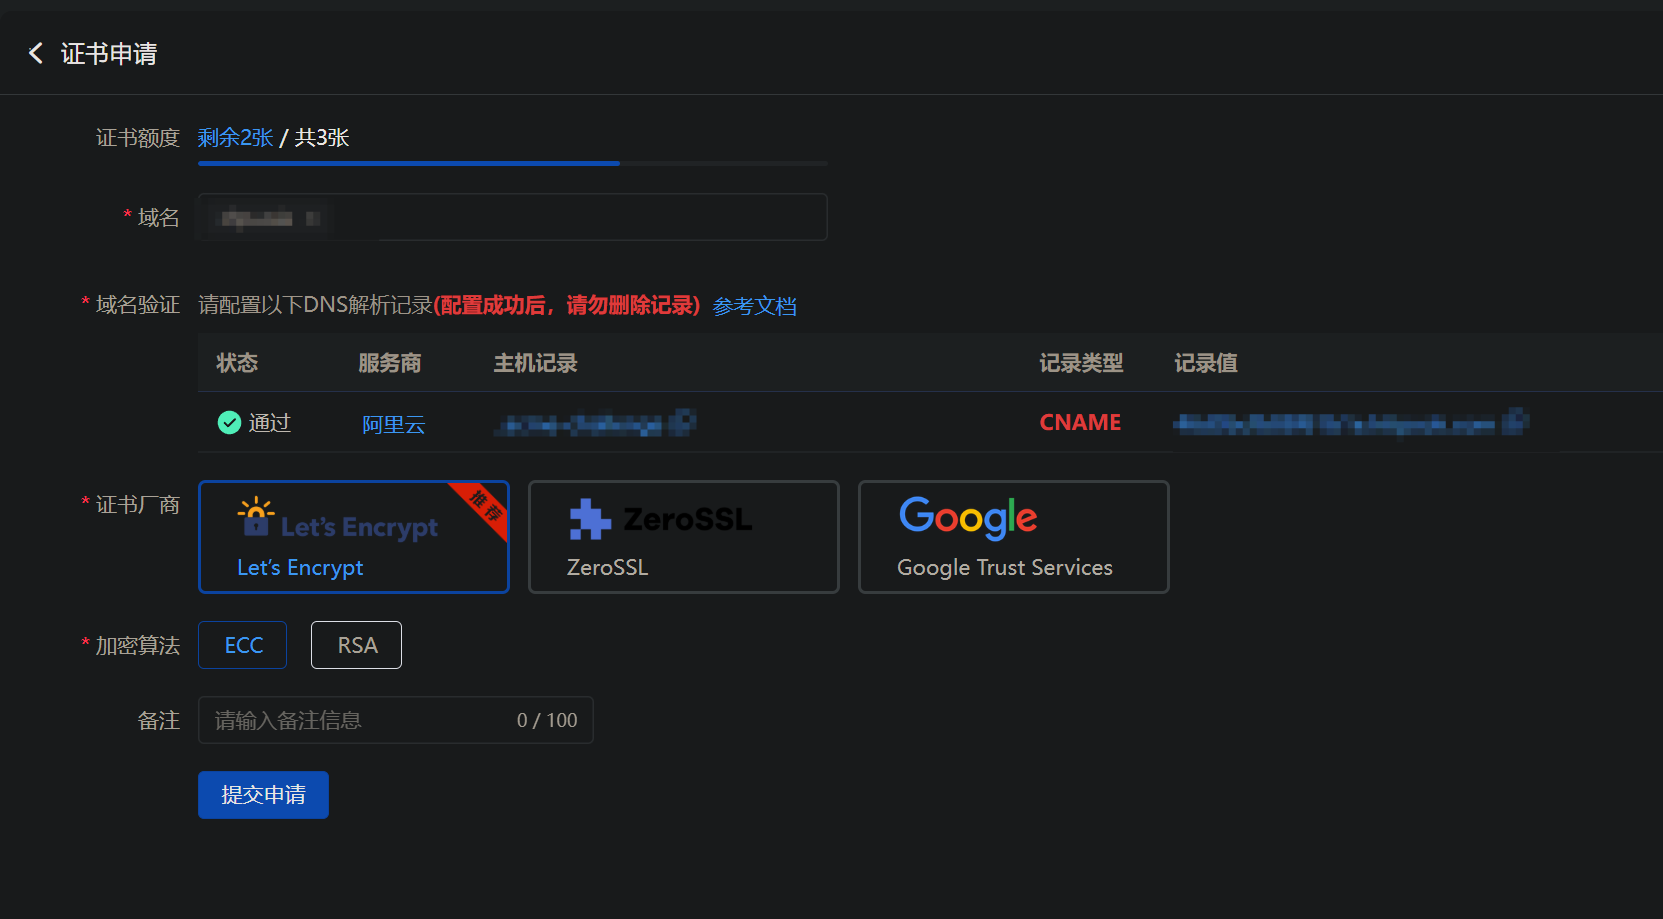 证书申请
证书额度 剩余2张 / 共3张
* 域名
* 域名验证 请配置以下DNS解析记录(配置成功后，请勿删除记录) 参考文档
状态 服务商 主机记录 记录类型 记录值
通过 阿里云 CNAME
* 证书厂商
Let's Encrypt 推荐 ZeroSSL Google
Let's Encrypt ZeroSSL Google Trust Services
* 加密算法 ECC RSA
备注 请输入备注信息 0 / 100
提交申请